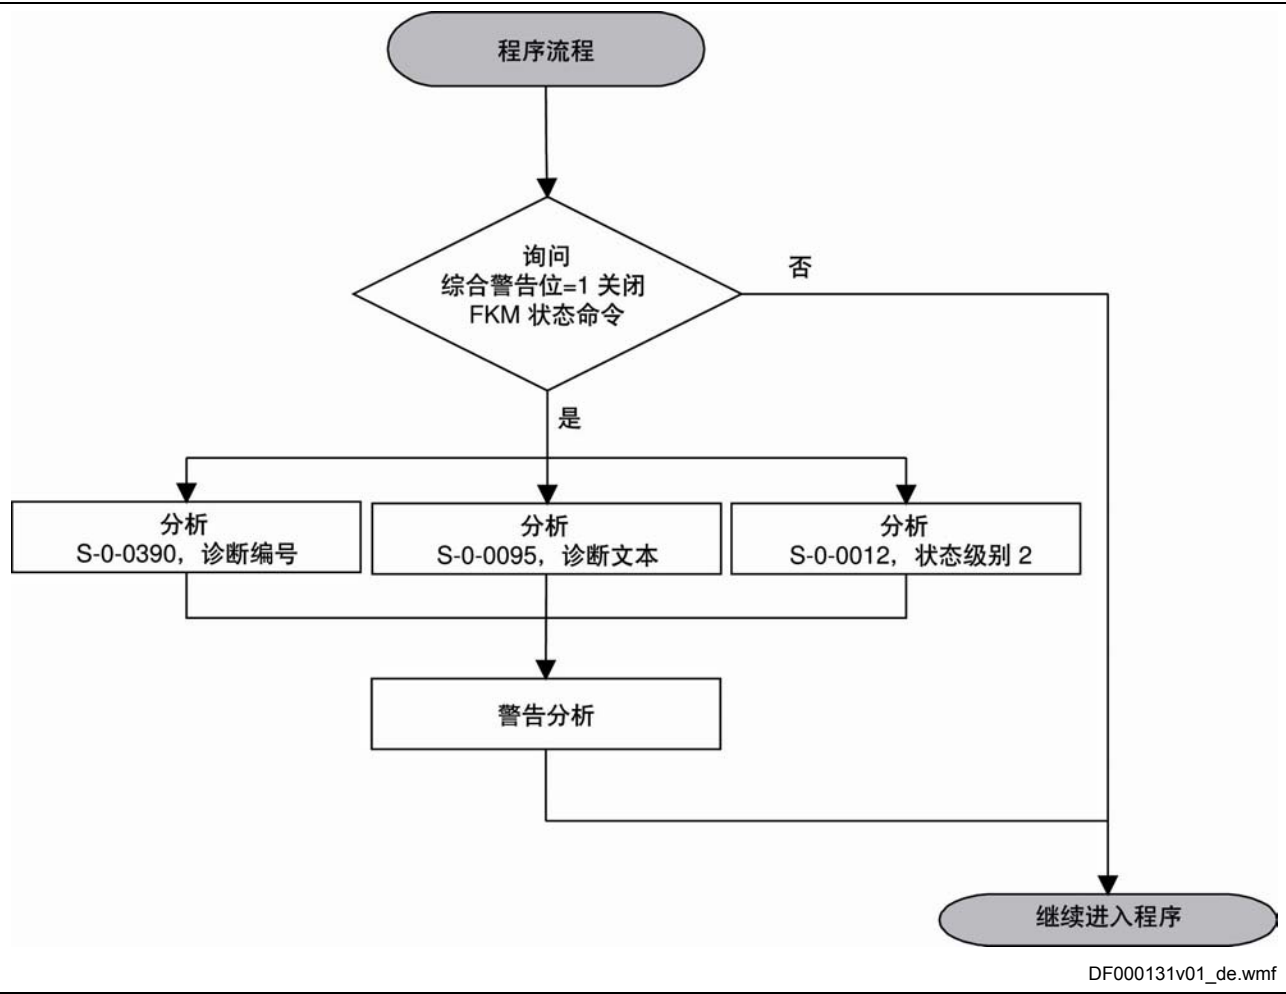 程序流程
询问
综合警告位=1 关闭
FKM 状态命令
否
是
分析
S-0-0390，诊断编号
分析
S-0-0095，诊断文本
分析
S-0-0012，状态级别 2
警告分析
继续进入程序
DF000131v01_de.wmf